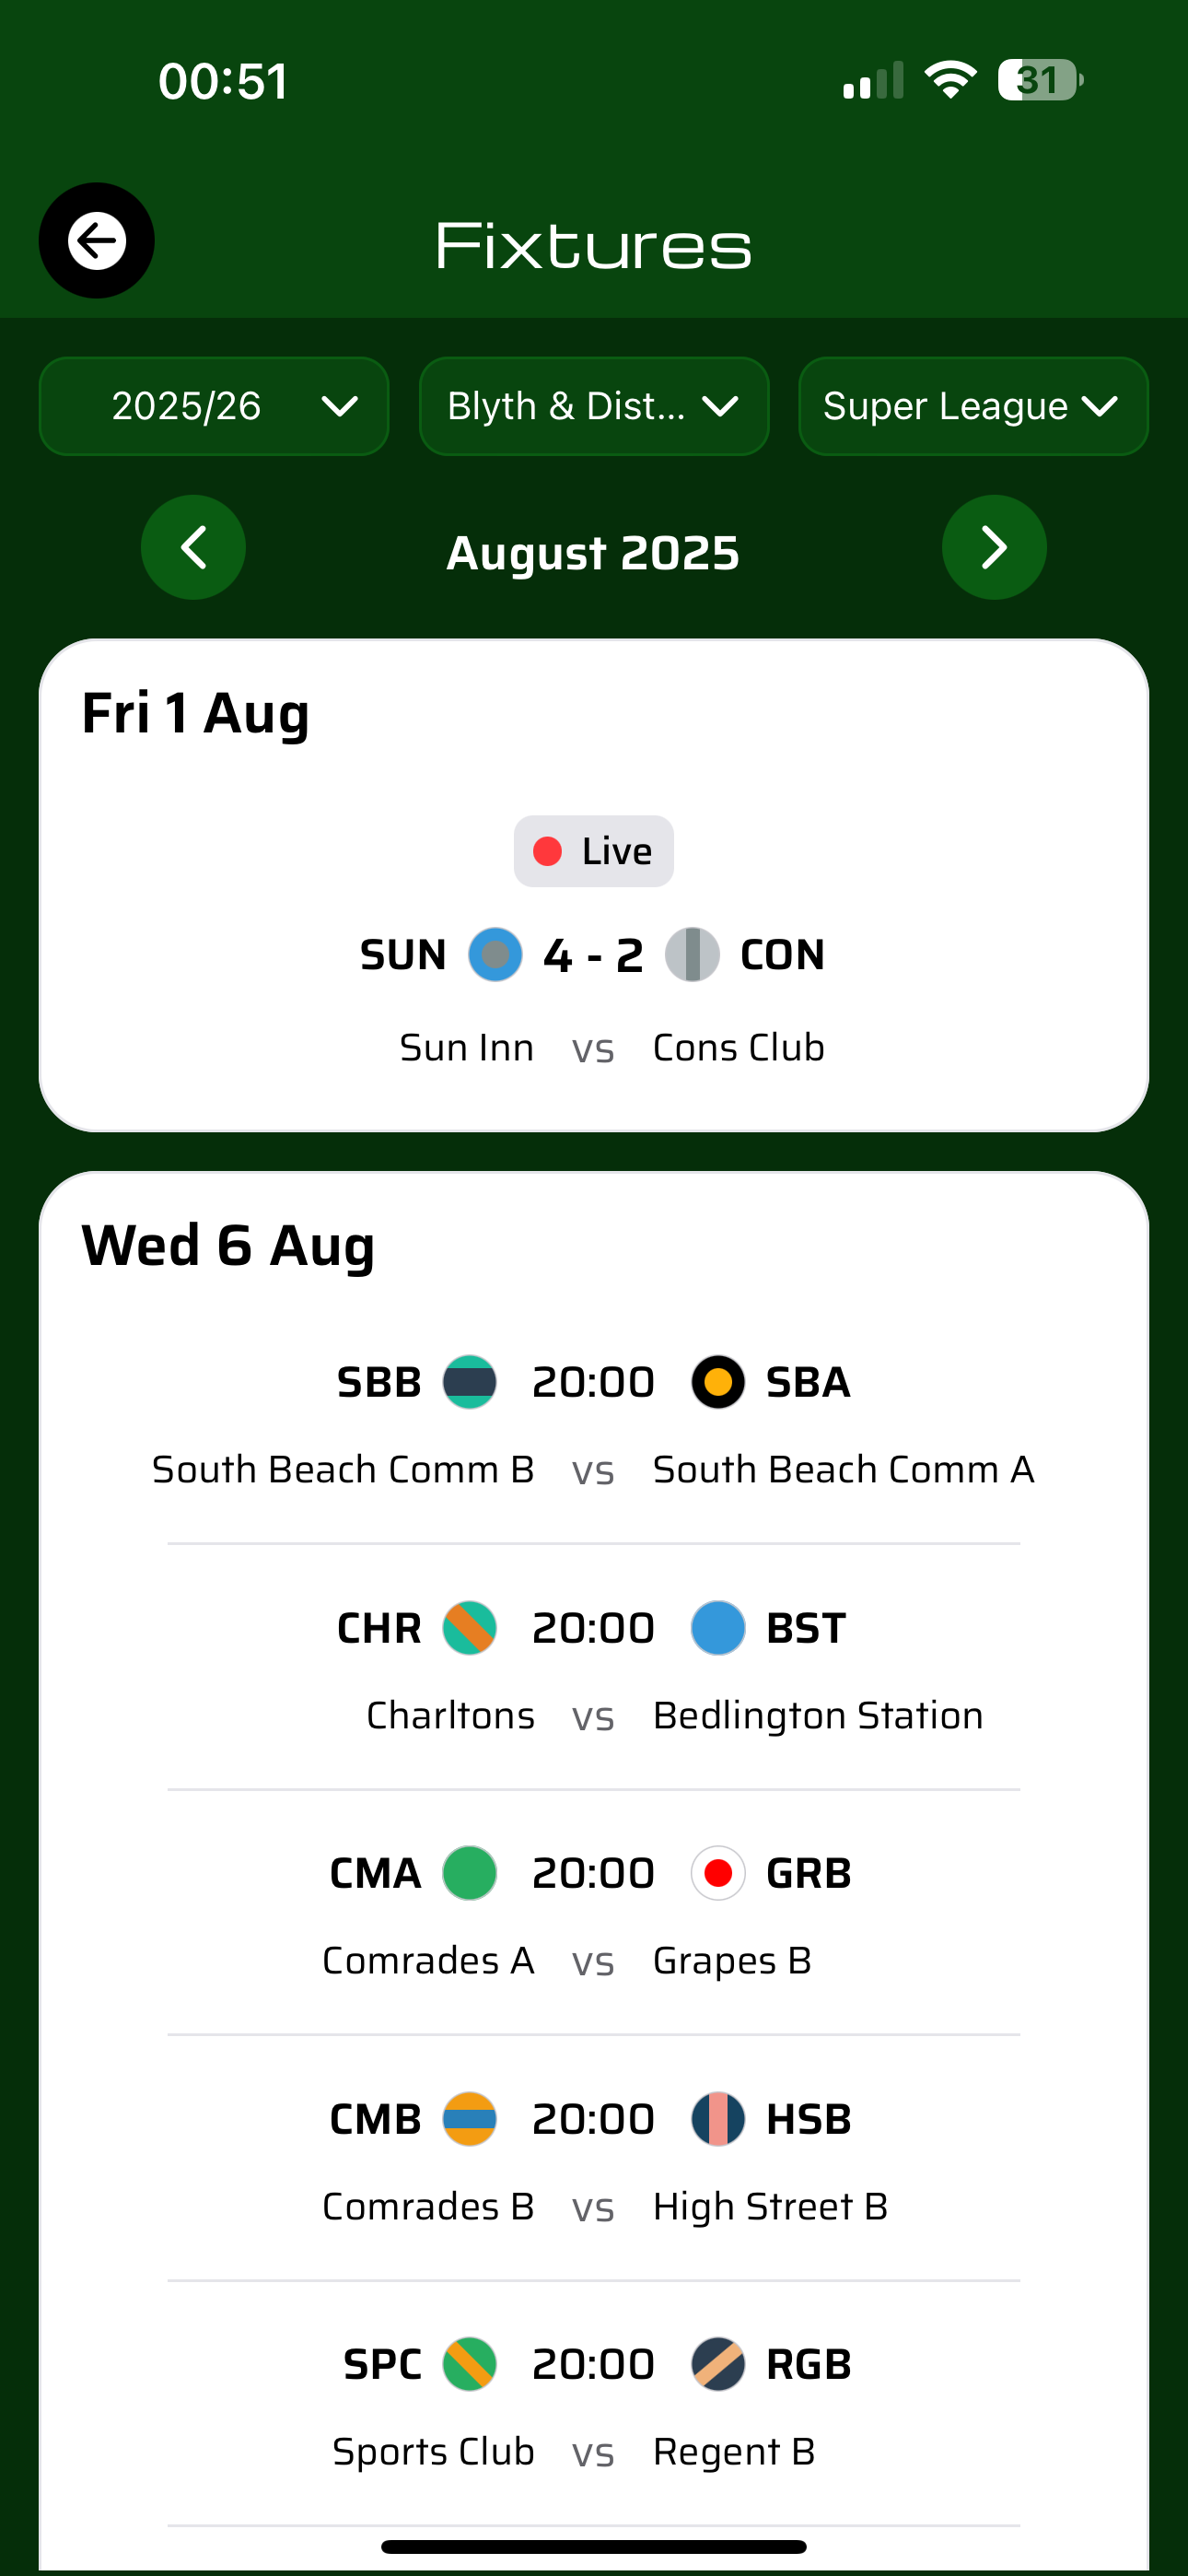 00:51 31
Fixtures
2025/26 Blyth & Dist... Super League
August 2025
Fri 1 Aug
Live
SUN 4 - 2 CON
Sun Inn vs Cons Club
Wed 6 Aug
SBB 20:00 SBA
South Beach Comm B vs South Beach Comm A
CHR 20:00 BST
Charltons vs Bedlington Station
CMA 20:00 GRB
Comrades A vs Grapes B
CMB 20:00 HSB
Comrades B vs High Street B
SPC 20:00 RGB
Sports Club vs Regent B